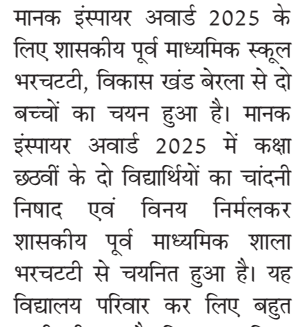 मानक इंस्पायर अवार्ड 2025 के
लिए शासकीय पूर्व माध्यमिक स्कूल
भरचटटी, विकास खंड बेरला से दो
बच्चों का चयन हुआ है। मानक
इंस्पायर अवार्ड 2025 में कक्षा
छठवीं के दो विद्यार्थियों का चांदनी
निषाद एवं विनय निर्मलकर
शासकीय पूर्व माध्यमिक शाला
भरचटटी से चयनित हुआ है। यह
विद्यालय परिवार कर लिए बहुत